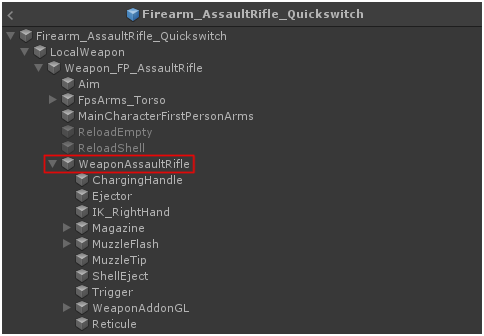 Firearm_AssaultRifle_Quickswitch
Firearm_AssaultRifle_Quickswitch
LocalWeapon
Weapon_FP_AssaultRifle
Aim
FpsArms_Torso
MainCharacterFirstPersonArms
ReloadEmpty
ReloadShell
WeaponAssaultRifle
ChargingHandle
Ejector
IK_RightHand
Magazine
MuzzleFlash
MuzzleTip
ShellEject
Trigger
WeaponAddonGL
Reticule